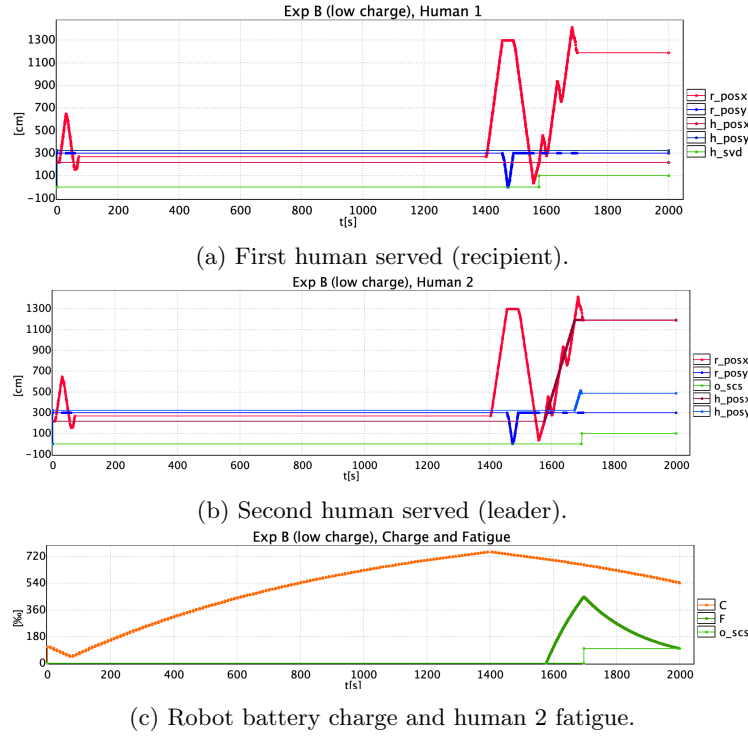 Exp B (low charge), Human 1
1300
1100
900
700
500
300
100
−100
[cm]
0 200 400 600 800 1000 1200 1400 1600 1800 2000
t[s]
r_posx
r_posy
h_posx
h_posy
h_svd
(a) First human served (recipient).
Exp B (low charge), Human 2
1300
1100
900
700
500
300
100
−100
[cm]
0 200 400 600 800 1000 1200 1400 1600 1800 2000
t[s]
r_posx
r_posy
o_scs
h_posx
h_posy
(b) Second human served (leader).
Exp B (low charge), Charge and Fatigue
720
540
360
180
0
[‰]
0 200 400 600 800 1000 1200 1400 1600 1800 2000
t[s]
C
F
o_scs
(c) Robot battery charge and human 2 fatigue.